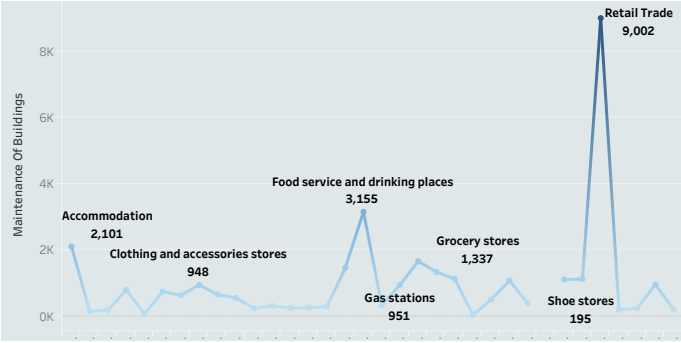 Retail Trade
9,002
8K
6K
Maintenance Of Buildings
4K
Food service and drinking places
3,155
Accommodation
2,101
Grocery stores
1,337
2K
Clothing and accessories stores
948
Gas stations
951
Shoe stores
195
0K